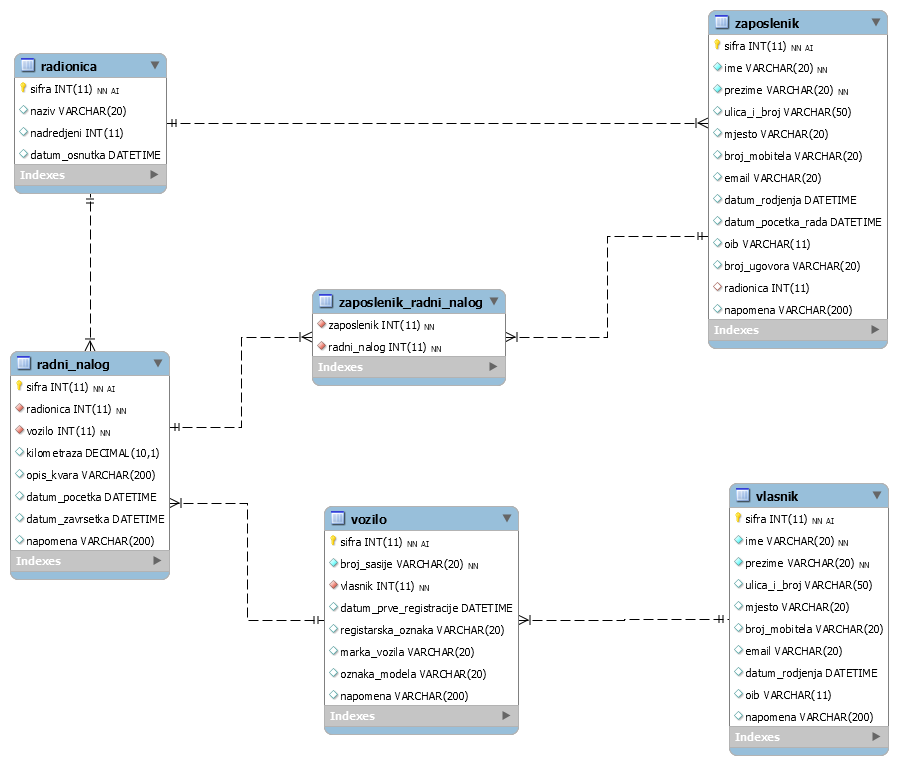 radionica
sifra INT(11) NN AI
naziv VARCHAR(20)
nadredjeni INT(11)
datum_osnutka DATETIME
Indexes
zaposlenik
sifra INT(11) NN AI
ime VARCHAR(20) NN
prezime VARCHAR(20) NN
ulica_i_broj VARCHAR(50)
mjesto VARCHAR(20)
broj_mobitela VARCHAR(20)
email VARCHAR(20)
datum_rodjenja DATETIME
datum_pocetka_rada DATETIME
oib VARCHAR(11)
broj_ugovora VARCHAR(20)
radionica INT(11)
napomena VARCHAR(200)
Indexes
zaposlenik_radni_nalog
zaposlenik INT(11) NN
radni_nalog INT(11) NN
Indexes
radni_nalog
sifra INT(11) NN AI
radionica INT(11) NN
vozilo INT(11) NN
kilometraza DECIMAL(10,1)
opis_kvara VARCHAR(200)
datum_pocetka DATETIME
datum_zavrsetka DATETIME
napomena VARCHAR(200)
Indexes
vozilo
sifra INT(11) NN AI
broj_sasije VARCHAR(20) NN
vlasnik INT(11) NN
datum_prve_registracije DATETIME
registarska_oznaka VARCHAR(20)
marka_vozila VARCHAR(20)
oznaka_modela VARCHAR(20)
napomena VARCHAR(200)
Indexes
vlasnik
sifra INT(11) NN AI
ime VARCHAR(20) NN
prezime VARCHAR(20) NN
ulica_i_broj VARCHAR(50)
mjesto VARCHAR(20)
broj_mobitela VARCHAR(20)
email VARCHAR(20)
datum_rodjenja DATETIME
oib VARCHAR(11)
napomena VARCHAR(200)
Indexes